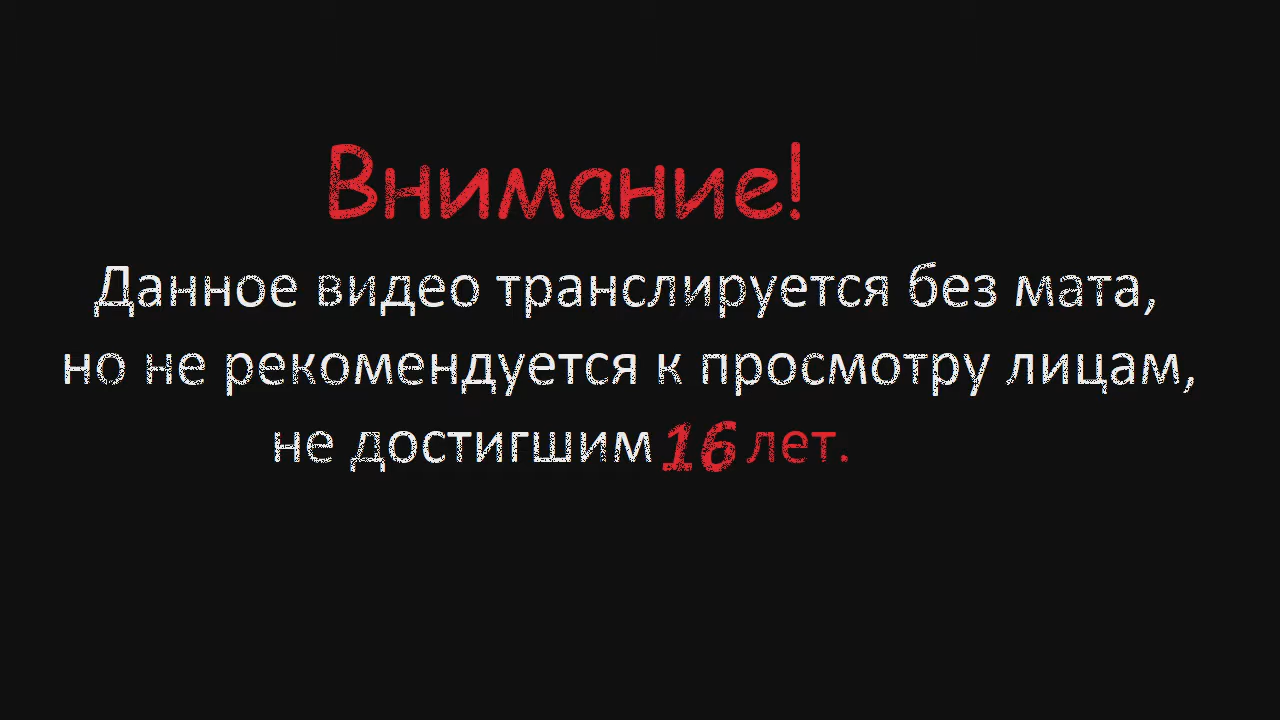 Внимание!
Данное видео транслируется без мата,
но не рекомендуется к просмотру лицам,
не достигшим 16 лет.